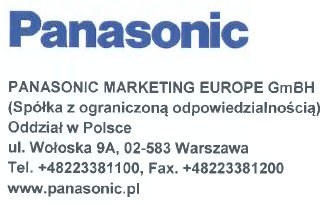 Panasonic
PANASONIC MARKETING EUROPE GmBH
(Spółka z ograniczoną odpowiedzialnością)
Oddział w Polsce
ul. Wołoska 9A, 02-583 Warszawa
Tel. +48223381100, Fax. +48223381200
www.panasonic.pl